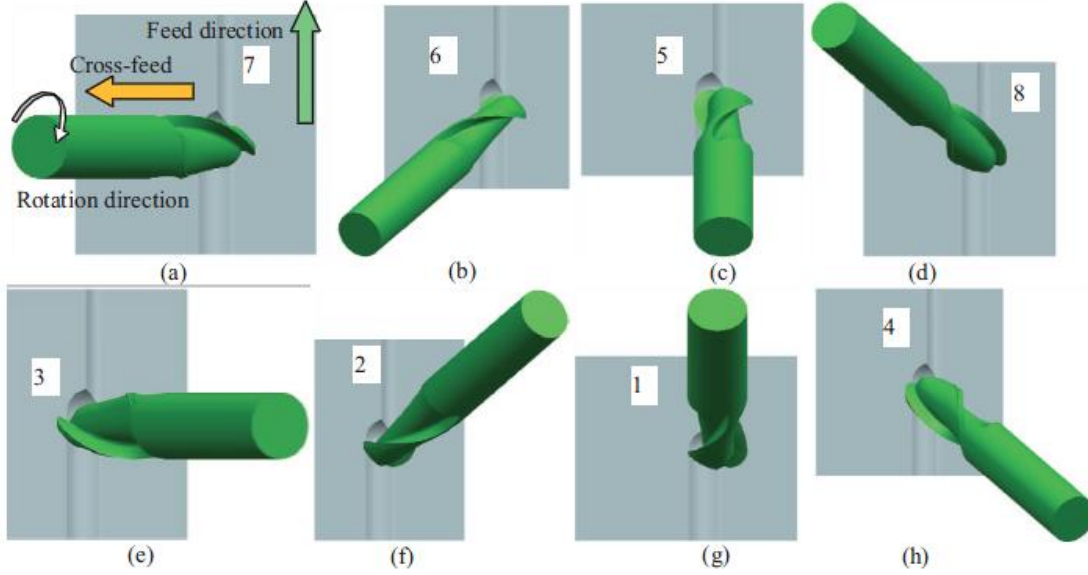 Feed direction
7
Cross-feed
Rotation direction
6
5
8
(a)
(b)
(c)
(d)
3
2
1
4
(e)
(f)
(g)
(h)